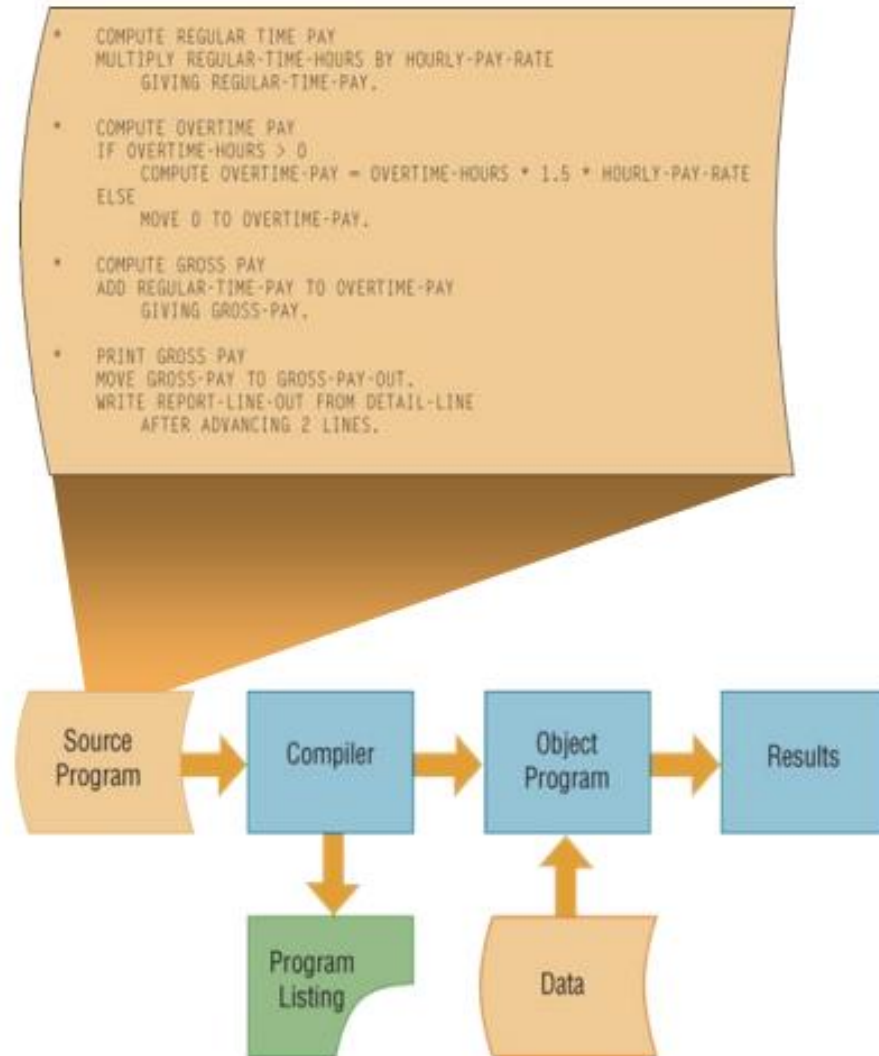 * COMPUTE REGULAR TIME PAY
MULTIPLY REGULAR-TIME-HOURS BY HOURLY-PAY-RATE
GIVING REGULAR-TIME-PAY.
* COMPUTE OVERTIME PAY
IF OVERTIME-HOURS > 0
COMPUTE OVERTIME-PAY = OVERTIME-HOURS * 1.5 * HOURLY-PAY-RATE
ELSE
MOVE 0 TO OVERTIME-PAY.
* COMPUTE GROSS PAY
ADD REGULAR-TIME-PAY TO OVERTIME-PAY
GIVING GROSS-PAY.
* PRINT GROSS PAY
MOVE GROSS-PAY TO GROSS-PAY-OUT.
WRITE REPORT-LINE-OUT FROM DETAIL-LINE
AFTER ADVANCING 2 LINES.
Source
Program
Compiler
Object
Program
Results
Program
Listing
Data